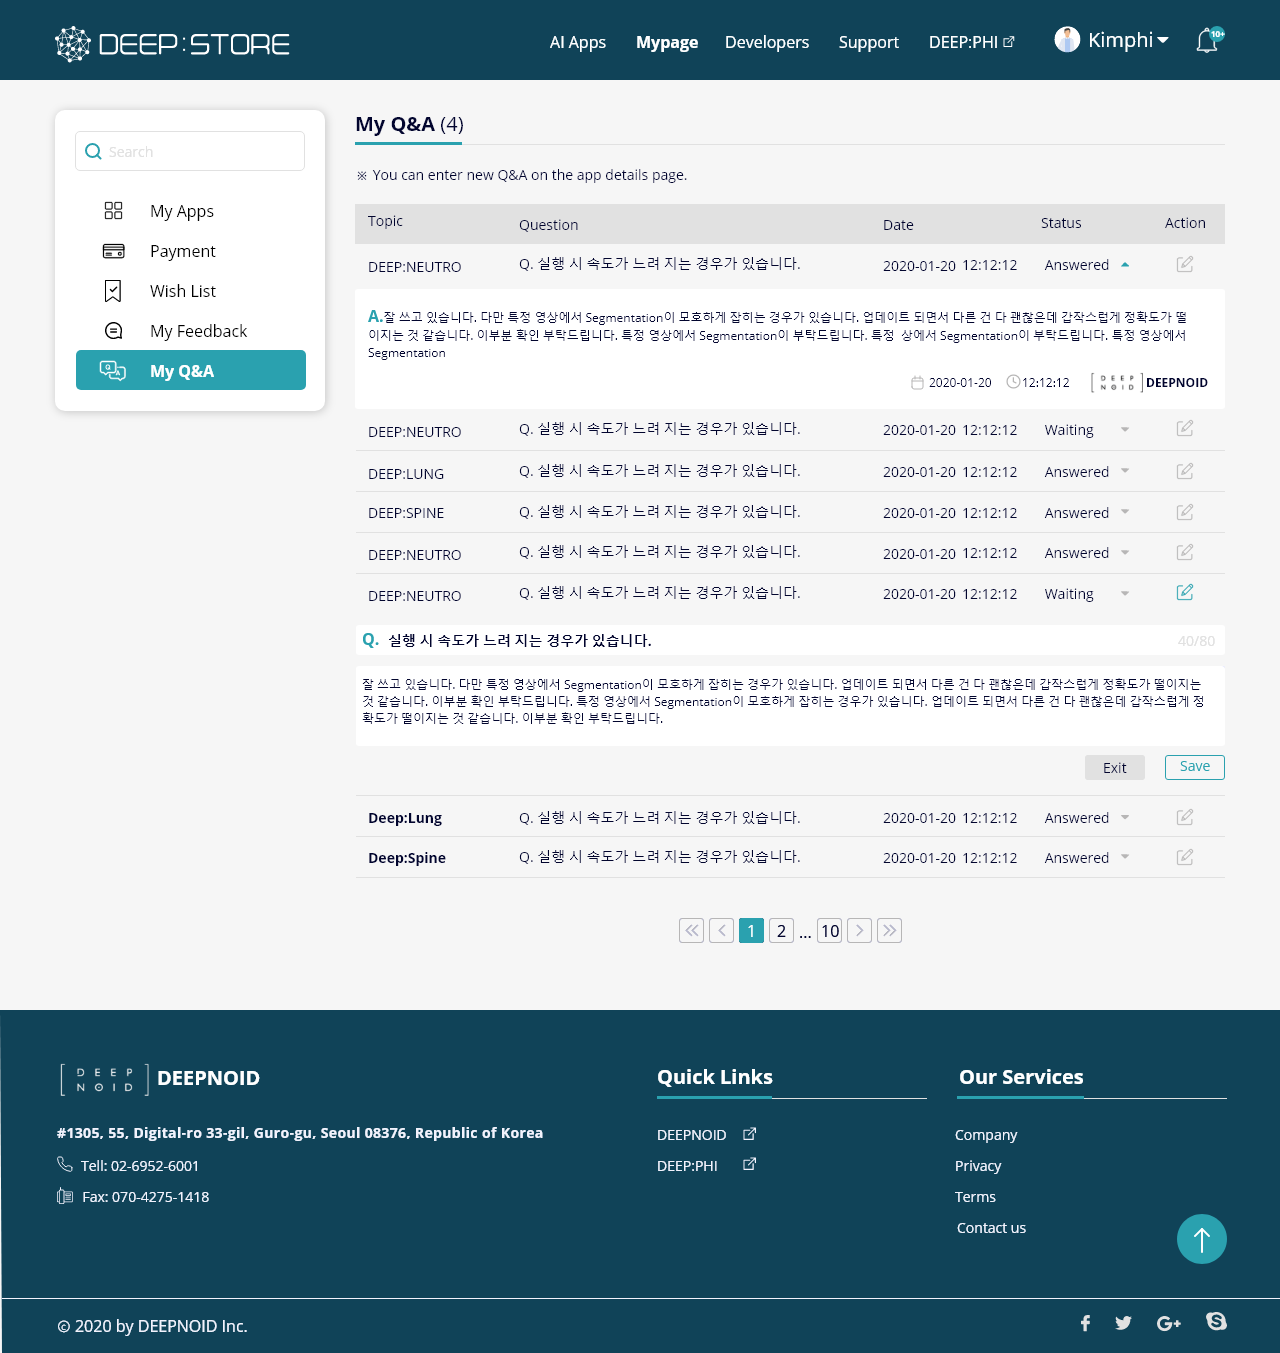 DEEP:STORE
AI Apps Mypage Developers Support DEEP:PHI Kimphi 10+
Search
My Apps
Payment
Wish List
My Feedback
My Q&A
My Q&A (4)
※ You can enter new Q&A on the app details page.
Topic Question Date Status Action
DEEP:NEUTRO Q. 실행 시 속도가 느려 지는 경우가 있습니다. 2020-01-20 12:12:12 Answered
A.잘 쓰고 있습니다. 다만 특정 영상에서 Segmentation이 모호하게 잡히는 경우가 있습니다. 업데이트 되면서 다른 건 다 괜찮은데 갑작스럽게 정확도가 떨
이지는 것 같습니다. 이부분 확인 부탁드립니다. 특정 영상에서 Segmentation이 부탁드립니다. 특정 상에서 Segmentation이 부탁드립니다. 특정 영상에서
Segmentation
2020-01-20 12:12:12 DEEP NOID DEEPNOID
DEEP:NEUTRO Q. 실행 시 속도가 느려 지는 경우가 있습니다. 2020-01-20 12:12:12 Waiting
DEEP:LUNG Q. 실행 시 속도가 느려 지는 경우가 있습니다. 2020-01-20 12:12:12 Answered
DEEP:SPINE Q. 실행 시 속도가 느려 지는 경우가 있습니다. 2020-01-20 12:12:12 Answered
DEEP:NEUTRO Q. 실행 시 속도가 느려 지는 경우가 있습니다. 2020-01-20 12:12:12 Answered
DEEP:NEUTRO Q. 실행 시 속도가 느려 지는 경우가 있습니다. 2020-01-20 12:12:12 Waiting
Q. 실행 시 속도가 느려 지는 경우가 있습니다. 40/80
잘 쓰고 있습니다. 다만 특정 영상에서 Segmentation이 모호하게 잡히는 경우가 있습니다. 업데이트 되면서 다른 건 다 괜찮은데 갑작스럽게 정확도가 떨이지는
것 같습니다. 이부분 확인 부탁드립니다. 특정 영상에서 Segmentation이 모호하게 잡히는 경우가 있습니다. 업데이트 되면서 다른 건 다 괜찮은데 갑작스럽게 정
확도가 떨이지는 것 같습니다. 이부분 확인 부탁드립니다.
Exit Save
Deep:Lung Q. 실행 시 속도가 느려 지는 경우가 있습니다. 2020-01-20 12:12:12 Answered
Deep:Spine Q. 실행 시 속도가 느려 지는 경우가 있습니다. 2020-01-20 12:12:12 Answered
1 2 ... 10
DEEP NOID DEEPNOID
#1305, 55, Digital-ro 33-gil, Guro-gu, Seoul 08376, Republic of Korea
Tell: 02-6952-6001
Fax: 070-4275-1418
Quick Links
DEEPNOID
DEEP:PHI
Our Services
Company
Privacy
Terms
Contact us
© 2020 by DEEPNOID Inc.